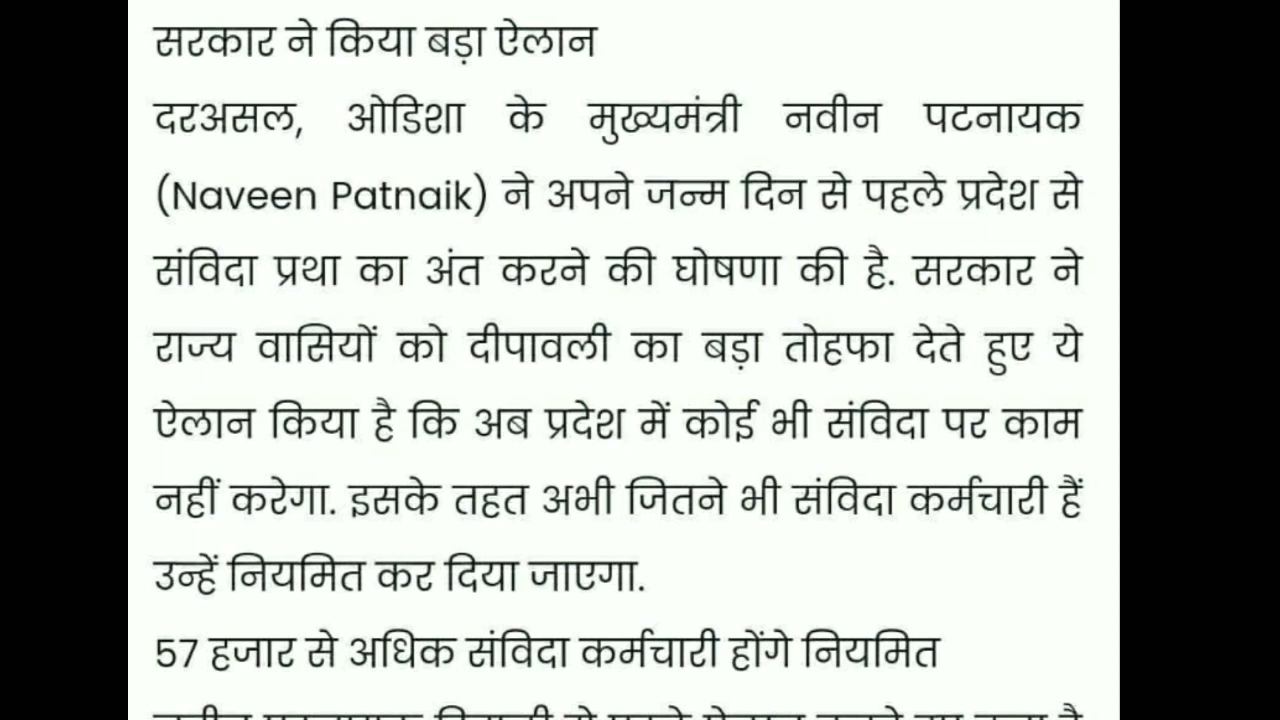 सरकार ने किया बड़ा ऐलान
दरअसल, ओडिशा के मुख्यमंत्री नवीन पटनायक
(Naveen Patnaik) ने अपने जन्म दिन से पहले प्रदेश से
संविदा प्रथा का अंत करने की घोषणा की है. सरकार ने
राज्य वासियों को दीपावली का बड़ा तोहफा देते हुए ये
ऐलान किया है कि अब प्रदेश में कोई भी संविदा पर काम
नहीं करेगा. इसके तहत अभी जितने भी संविदा कर्मचारी हैं
उन्हें नियमित कर दिया जाएगा.
57 हजार से अधिक संविदा कर्मचारी होंगे नियमित